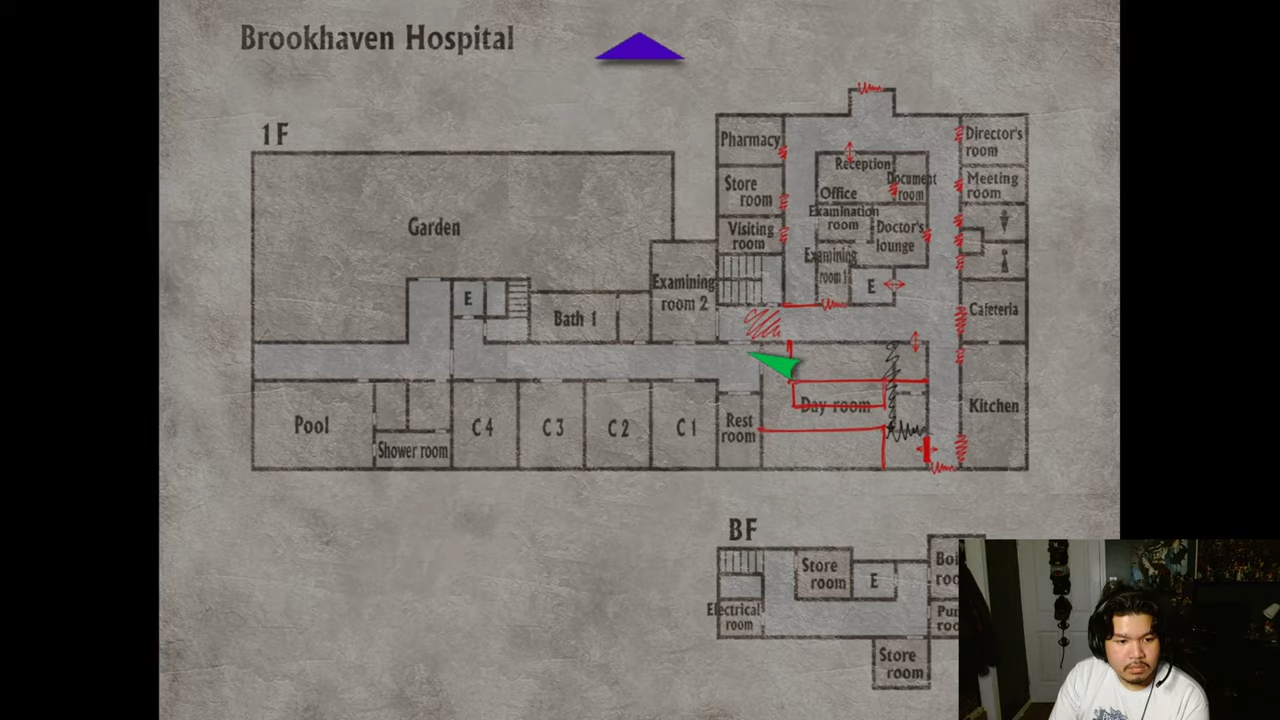 Brookhaven Hospital
1F
Garden
E
Bath 1
Examining
room 2
Pool
Shower room
C4
C3
C2
C1
Rest
room
Pharmacy
Store
room
Visiting
room
Reception
Office
Document
room
Examination
room
Doctor's
lounge
Examining
room 1
E
Day room
Director's
room
Meeting
room
Cafeteria
Kitchen
BF
Store
room
E
Electrical
room
Store
room